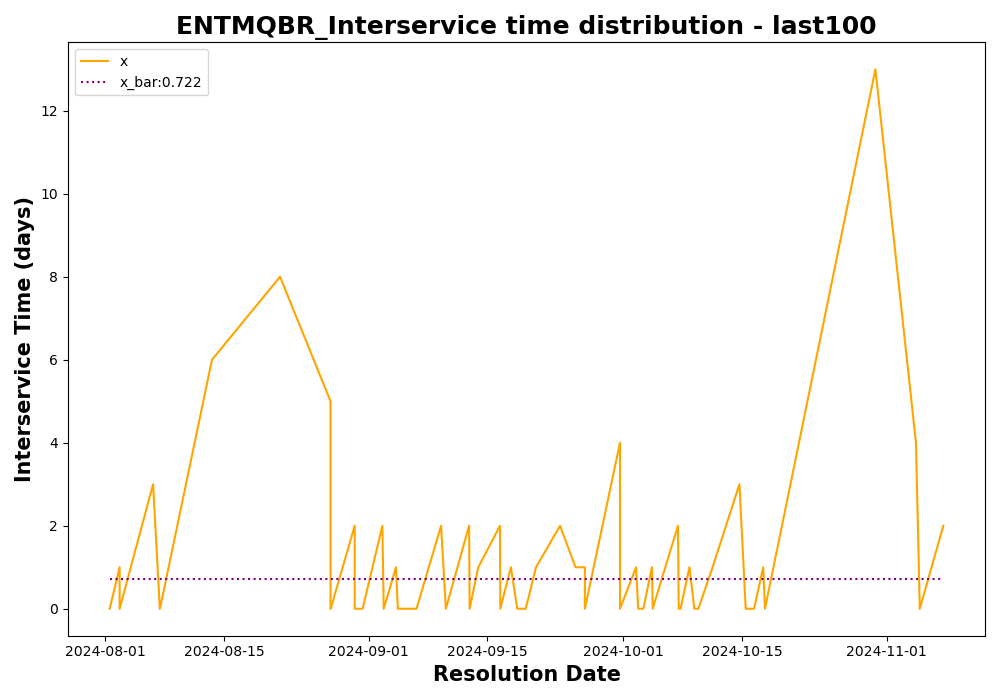 ENTMQBR_Interservice time distribution - last100
x
x_bar:0.722
Interservice Time (days)
12
10
8
6
4
2
0
2024-08-01
2024-08-15
2024-09-01
2024-09-15
2024-10-01
2024-10-15
2024-11-01
Resolution Date